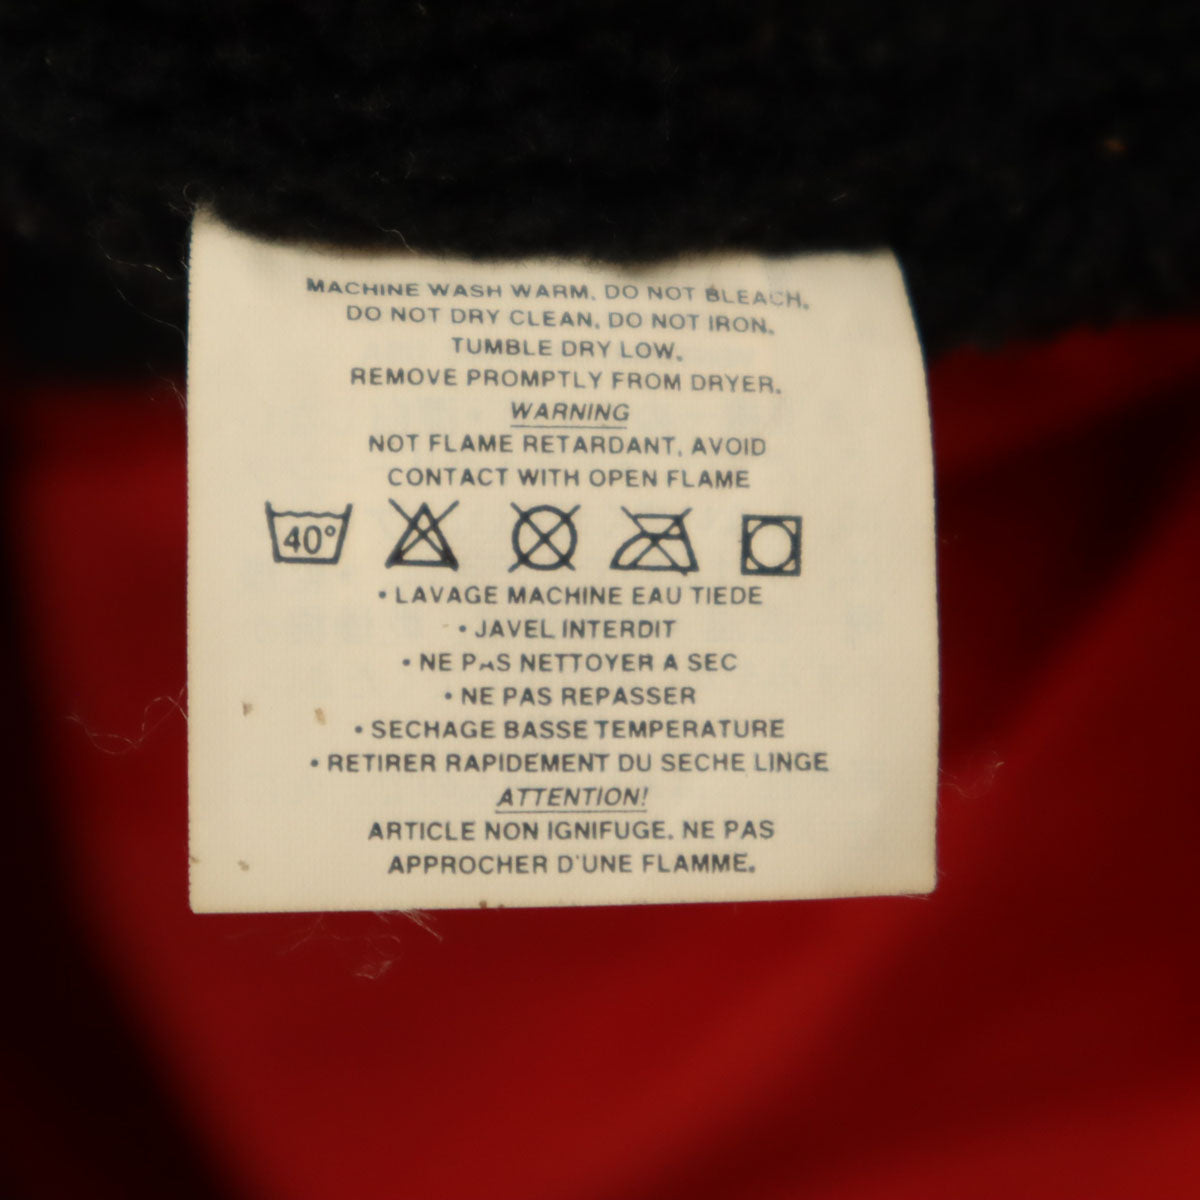 MACHINE WASH WARM. DO NOT BLEACH.
DO NOT DRY CLEAN. DO NOT IRON.
TUMBLE DRY LOW.
REMOVE PROMPTLY FROM DRYER.
WARNING
NOT FLAME RETARDANT. AVOID
CONTACT WITH OPEN FLAME
40°
• LAVAGE MACHINE EAU TIEDE
• JAVEL INTERDIT
• NE PAS NETTOYER A SEC
• NE PAS REPASSER
• SECHAGE BASSE TEMPERATURE
• RETIRER RAPIDEMENT DU SECHE LINGE
ATTENTION!
ARTICLE NON IGNIFUGE. NE PAS
APPROCHER D'UNE FLAMME.